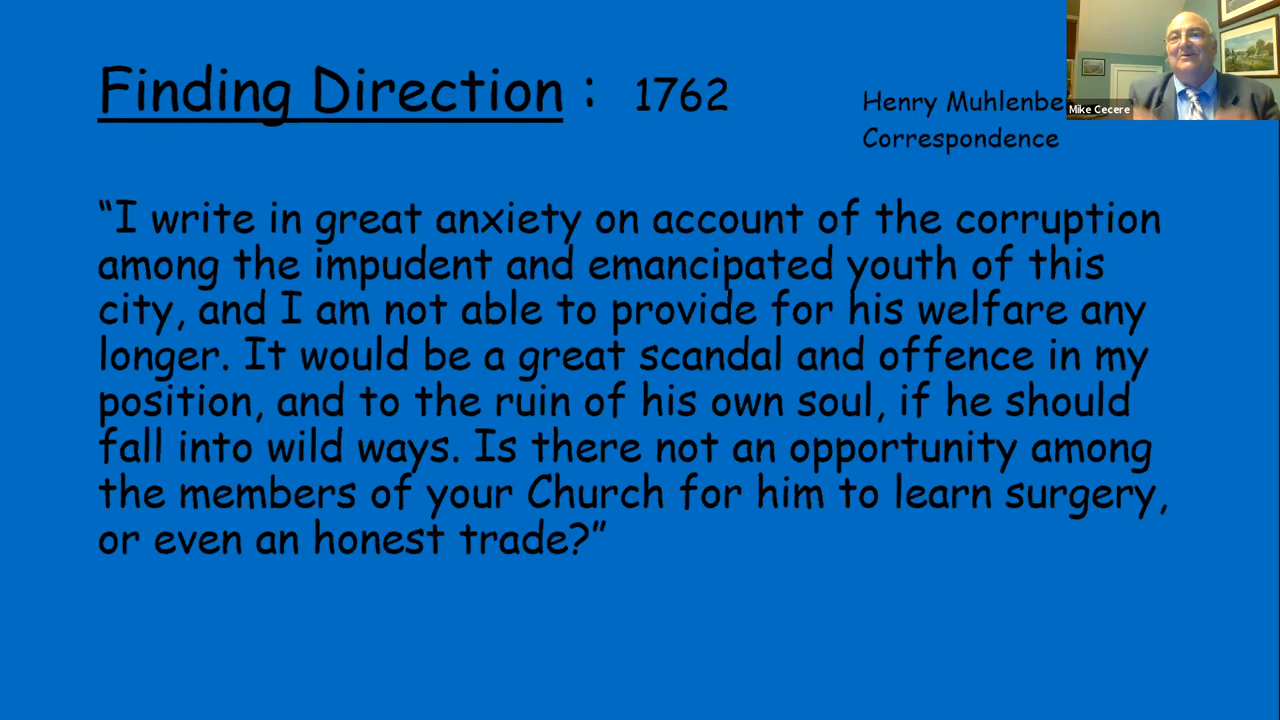 Finding Direction : 1762
Henry Muhlenbe
Correspondence
Mike Cecere
“I write in great anxiety on account of the corruption
among the impudent and emancipated youth of this
city, and I am not able to provide for his welfare any
longer. It would be a great scandal and offence in my
position, and to the ruin of his own soul, if he should
fall into wild ways. Is there not an opportunity among
the members of your Church for him to learn surgery,
or even an honest trade?”